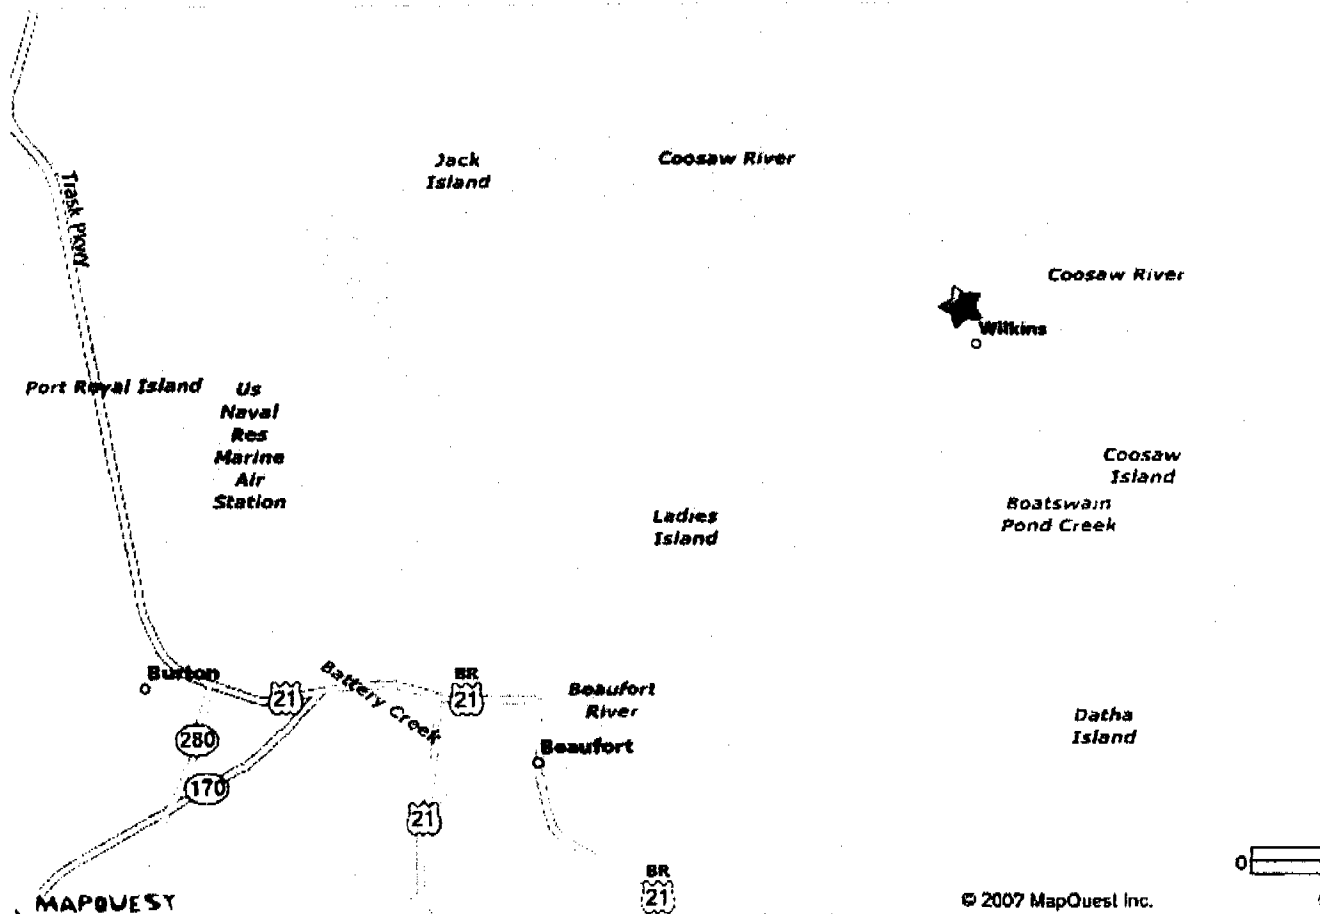 Jack
Island
Coosaw River
Trask Pkwy
Coosaw River
Wilkins
Port Royal Island
Us
Naval
Res
Marine
Air
Station
Coosaw
Island
Boatswain
Pond Creek
Ladies
Island
Burton
Battery Creek
21
BR
21
Beaufort
River
Datha
Island
280
Beaufort
170
21
0
BR
21
MAPQUEST
© 2007 MapQuest Inc.